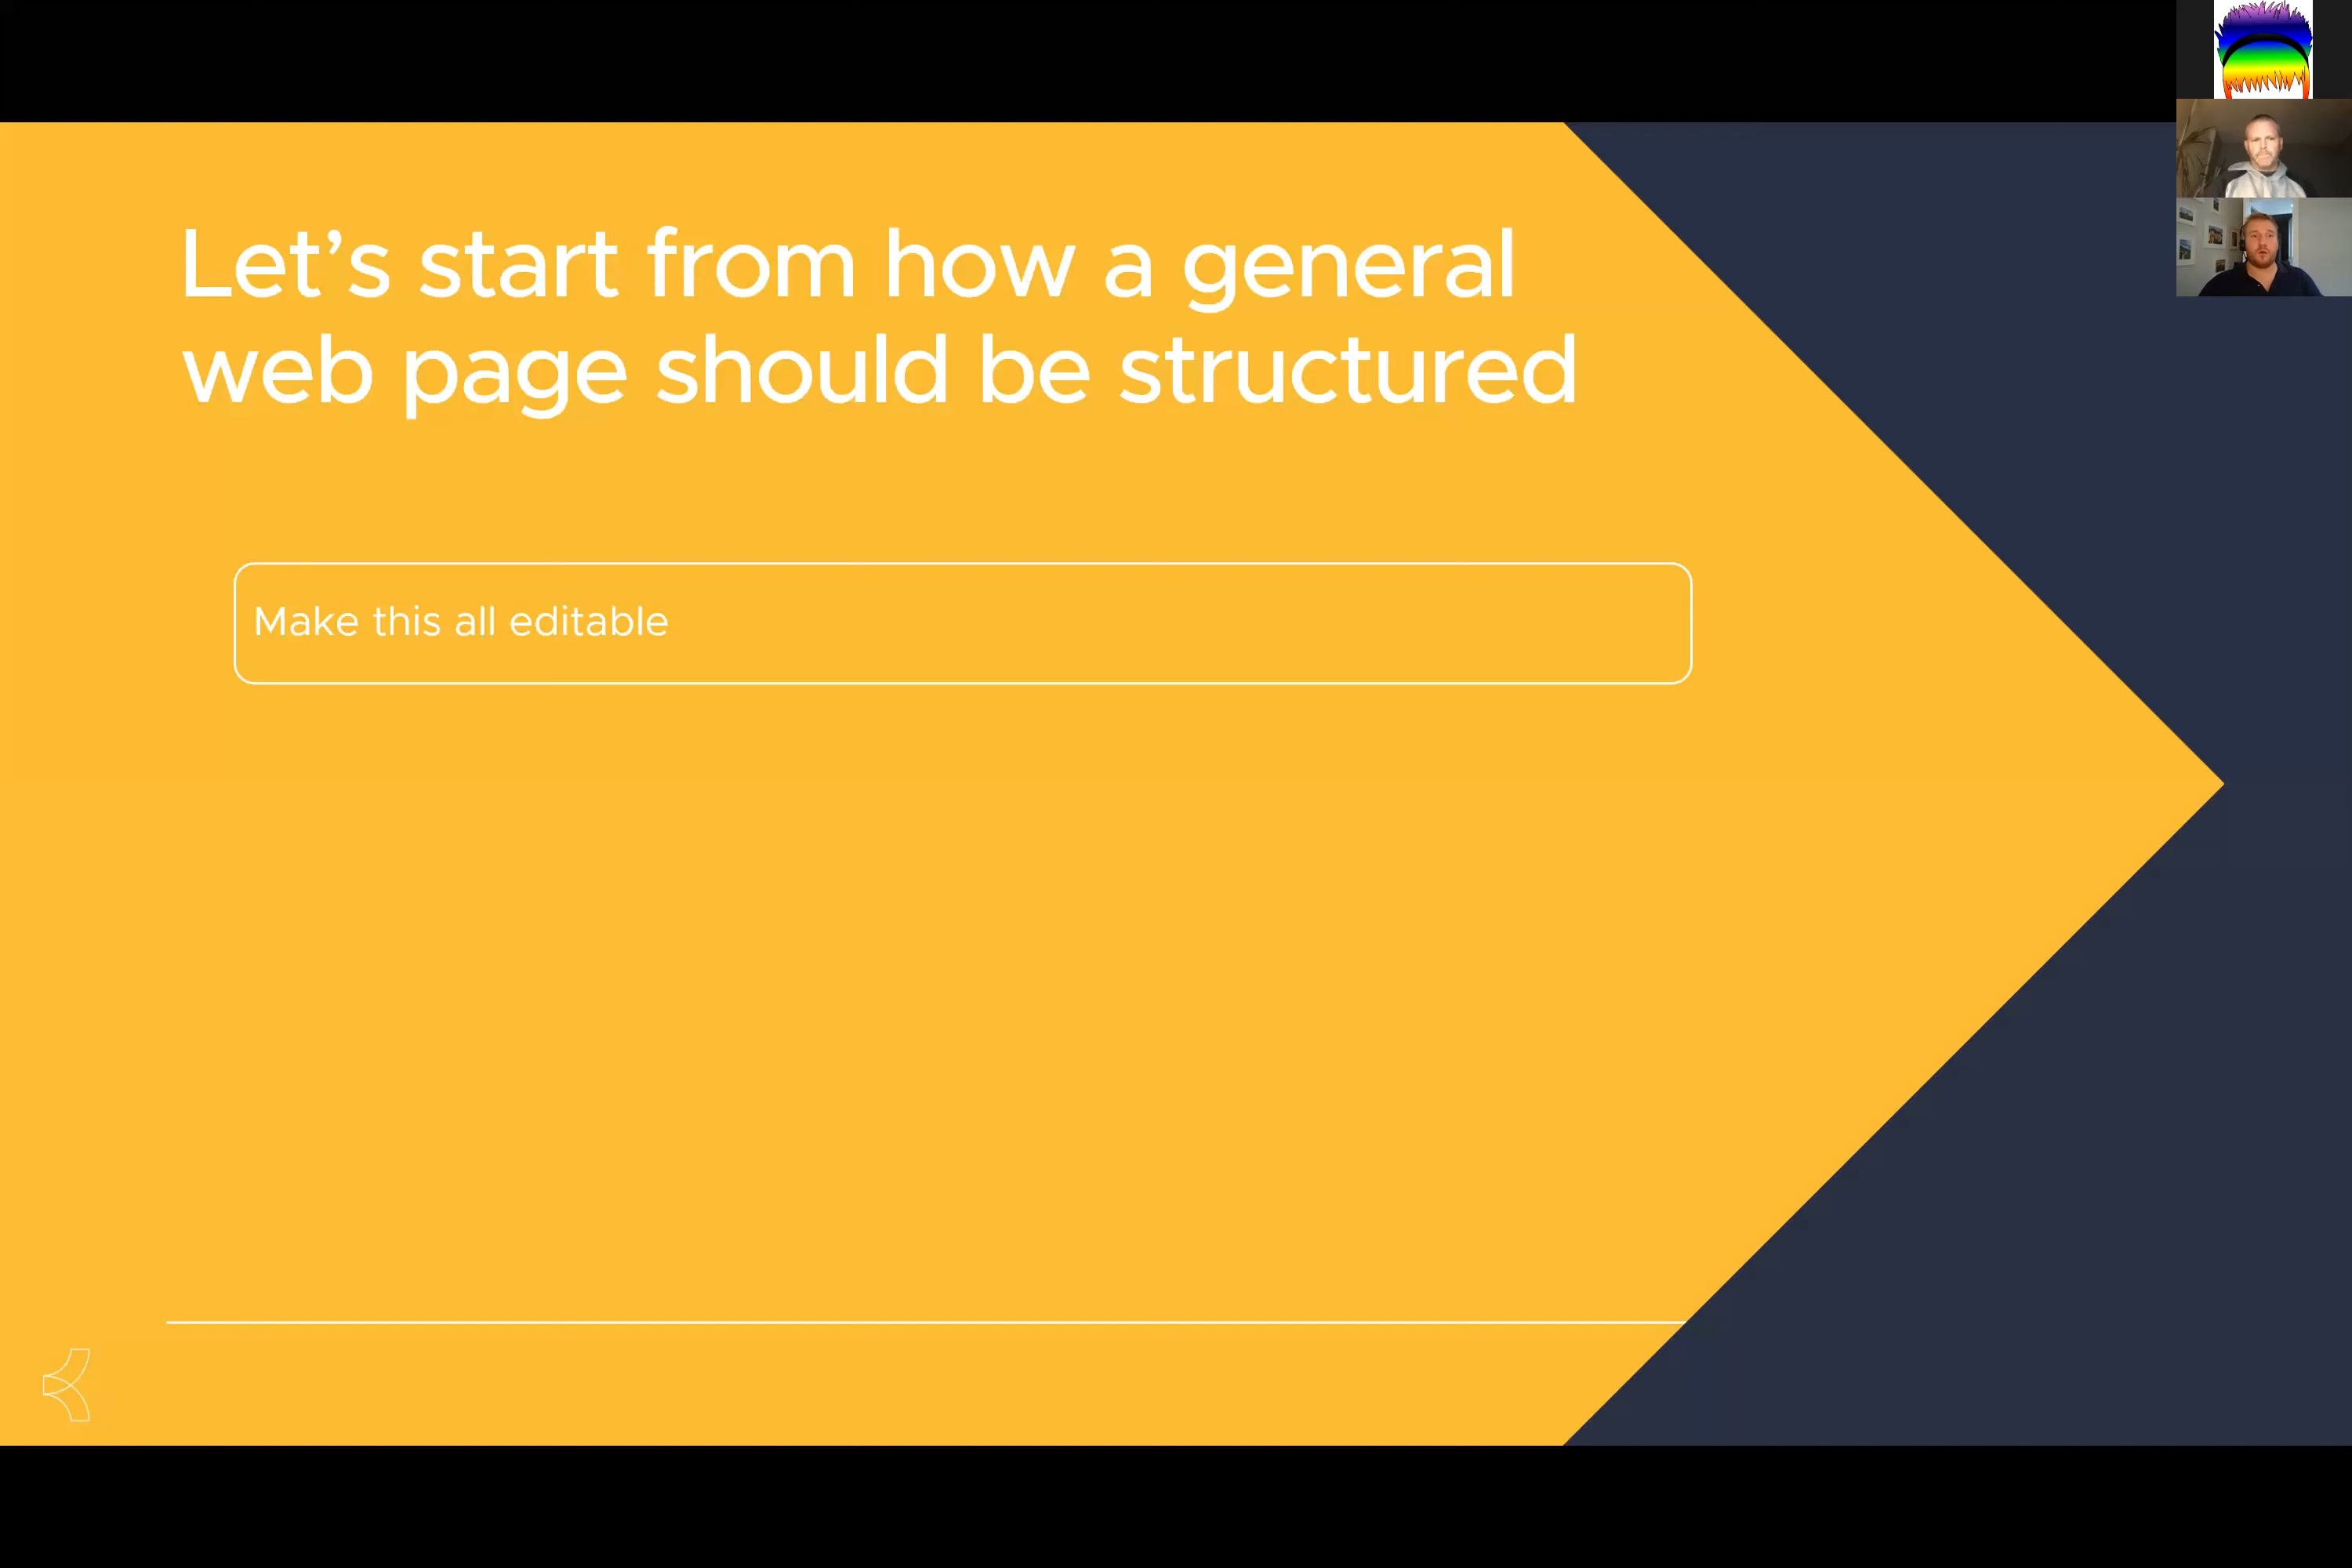 Let’s start from how a general
web page should be structured
Make this all editable